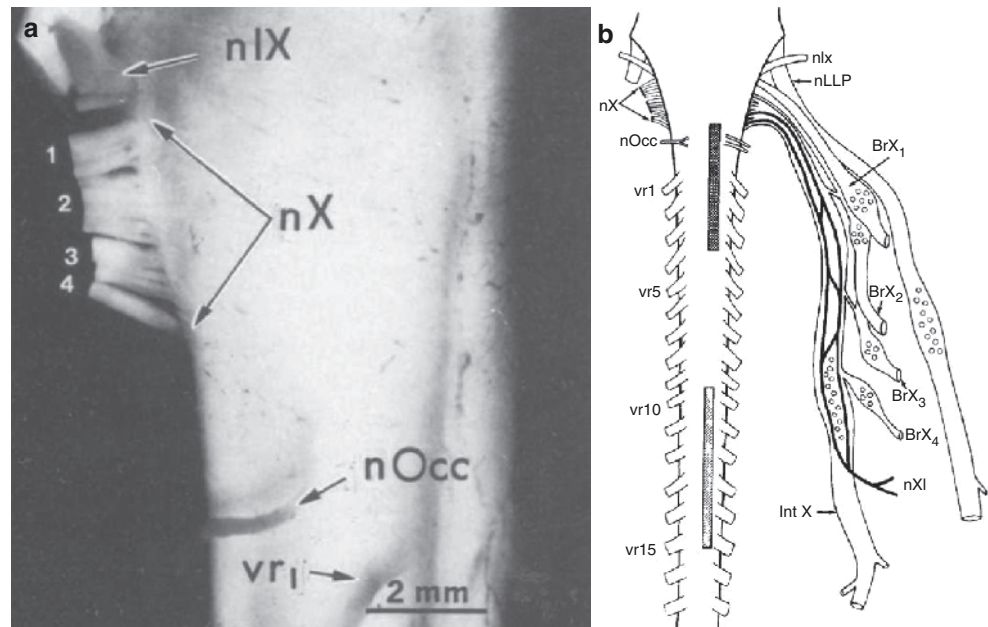 a
nIX
1
2
nX
3
4
nOcc
vr1
2 mm
b
nIx
nLLP
nX
nOcc
BrX1
vr1
vr5
BrX2
BrX3
vr10
BrX4
nXI
Int X
vr15